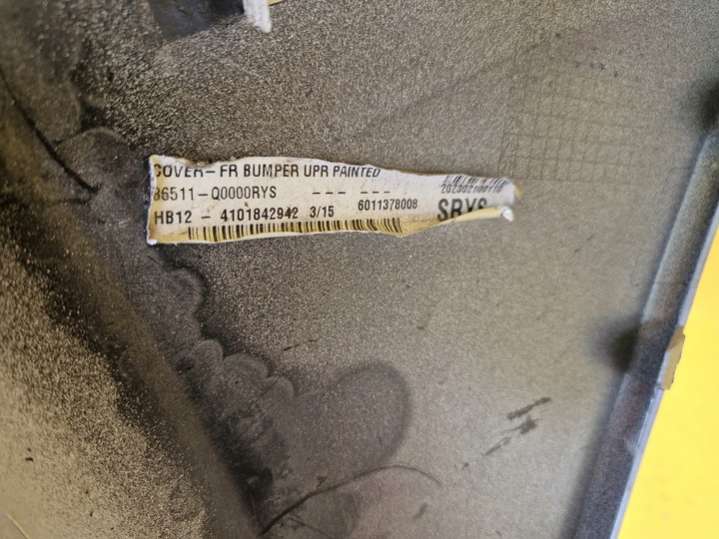 COVER-FR BUMPER UPR PAINTED
86511-Q0000RYS --- ---
HB12 - 4101842942 3/15 6011378008
SRYS